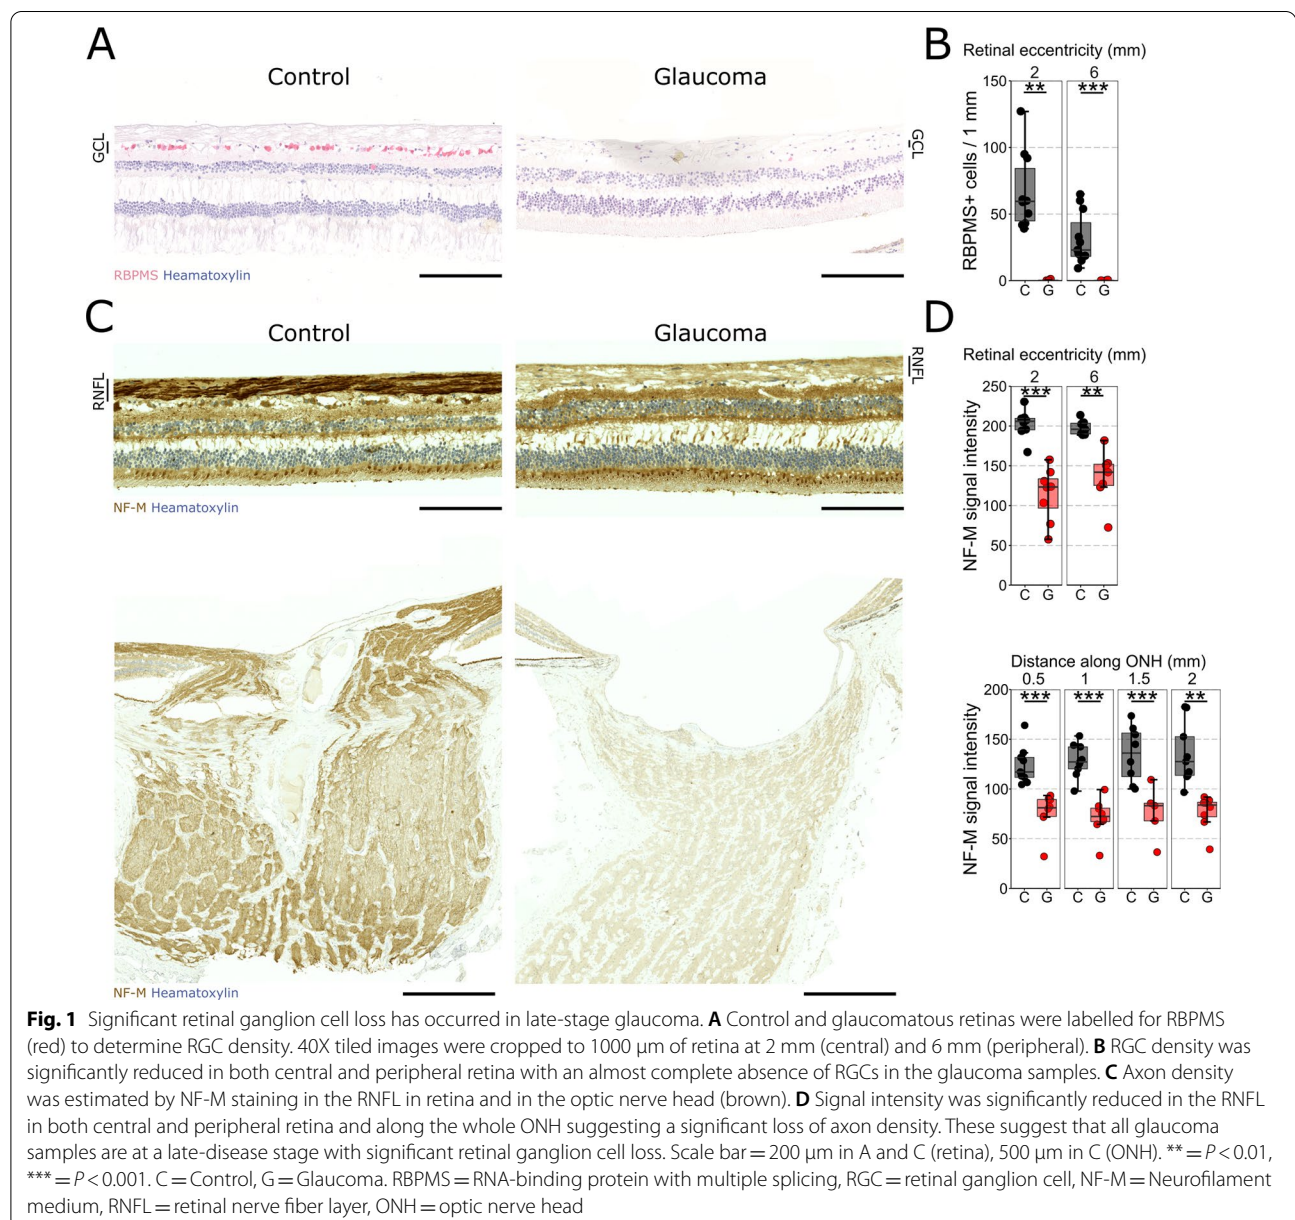 A
Control
Glaucoma
GCL
GCL
RBPMS Heamatoxylin
B
Retinal eccentricity (mm)
2 6
** ***
150
100
50
0
RBPMS+ cells / 1 mm
C G C G
C
Control
Glaucoma
RNFL
RNFL
NF-M Heamatoxylin
NF-M Heamatoxylin
D
Retinal eccentricity (mm)
2 6
*** **
250
200
150
100
50
0
NF-M signal intensity
C G C G
Distance along ONH (mm)
0.5 1 1.5 2
*** *** *** **
200
150
100
50
0
NF-M signal intensity
C G C G C G C G
Fig. 1 Significant retinal ganglion cell loss has occurred in late-stage glaucoma. A Control and glaucomatous retinas were labelled for RBPMS
(red) to determine RGC density. 40X tiled images were cropped to 1000 µm of retina at 2 mm (central) and 6 mm (peripheral). B RGC density was
significantly reduced in both central and peripheral retina with an almost complete absence of RGCs in the glaucoma samples. C Axon density
was estimated by NF-M staining in the RNFL in retina and in the optic nerve head (brown). D Signal intensity was significantly reduced in the RNFL
in both central and peripheral retina and along the whole ONH suggesting a significant loss of axon density. These suggest that all glaucoma
samples are at a late-disease stage with significant retinal ganglion cell loss. Scale bar = 200 µm in A and C (retina), 500 µm in C (ONH). ** = P < 0.01,
*** = P < 0.001. C = Control, G = Glaucoma. RBPMS = RNA-binding protein with multiple splicing, RGC = retinal ganglion cell, NF-M = Neurofilament
medium, RNFL = retinal nerve fiber layer, ONH = optic nerve head